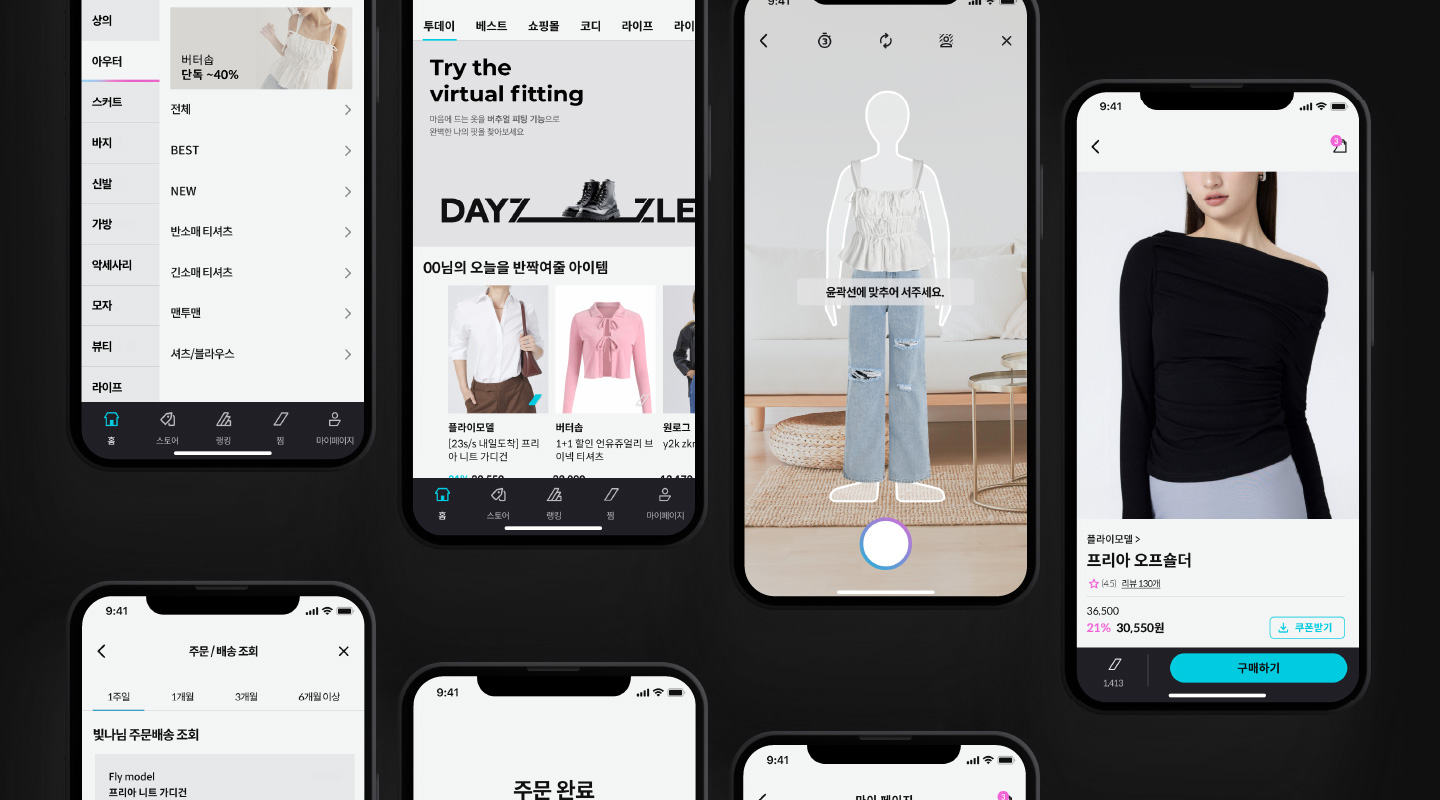 상의
아우터
스커트
바지
신발
가방
악세사리
모자
뷰티
라이프
버터숍
단독 ~40%
전체
BEST
NEW
반소매 티셔츠
긴소매 티셔츠
맨투맨
셔츠/블라우스
홈
스토어
랭킹
찜
마이페이지
투데이
베스트
쇼핑몰
코디
라이프
라이
Try the
virtual fitting
마음에 드는 옷을 버추얼 피팅 기능으로
완벽한 나의 핏을 찾아보세요
DAYZ
ZLE
00님의 오늘을 반짝여줄 아이템
플라이모델
[23s/s 내일도착] 프리
아 니트 가디건
버터숍
1+1 할인 언유쥬얼리 브
이넥 티셔츠
원로그
홈
스토어
랭킹
찜
마이페이지
9:41
3
윤곽선에 맞추어 서주세요.
9:41
3
플라이모델 >
프리아 오프숄더
(4.5) 리뷰 130개
36,500
21% 30,550원
쿠폰받기
1,413
구매하기
9:41
주문 / 배송 조회
1주일
1개월
3개월
6개월 이상
빛나님 주문배송 조회
Fly model
프리아 니트 가디건
9:41
주문 완료
9:41
마이 페이지
3